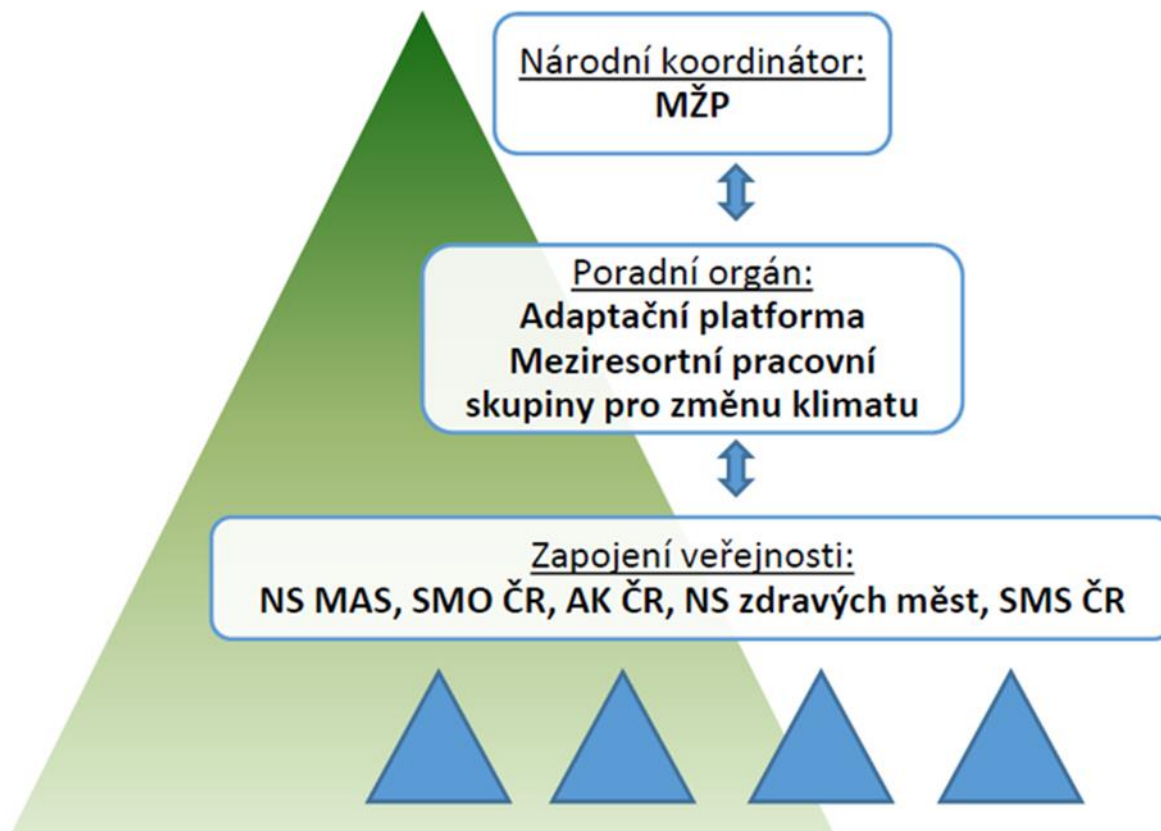 Národní koordinátor:
MŽP
Poradní orgán:
Adaptační platforma
Meziresortní pracovní
skupiny pro změnu klimatu
Zapojení veřejnosti:
NS MAS, SMO ČR, AK ČR, NS zdravých měst, SMS ČR